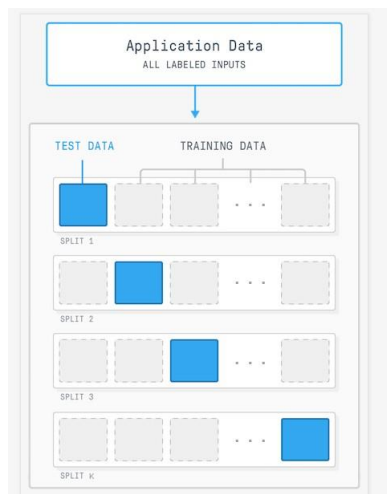 Application Data
ALL LABELED INPUTS
TEST DATA TRAINING DATA
. . .
SPLIT 1
. . .
SPLIT 2
. . .
SPLIT 3
. . .
SPLIT K